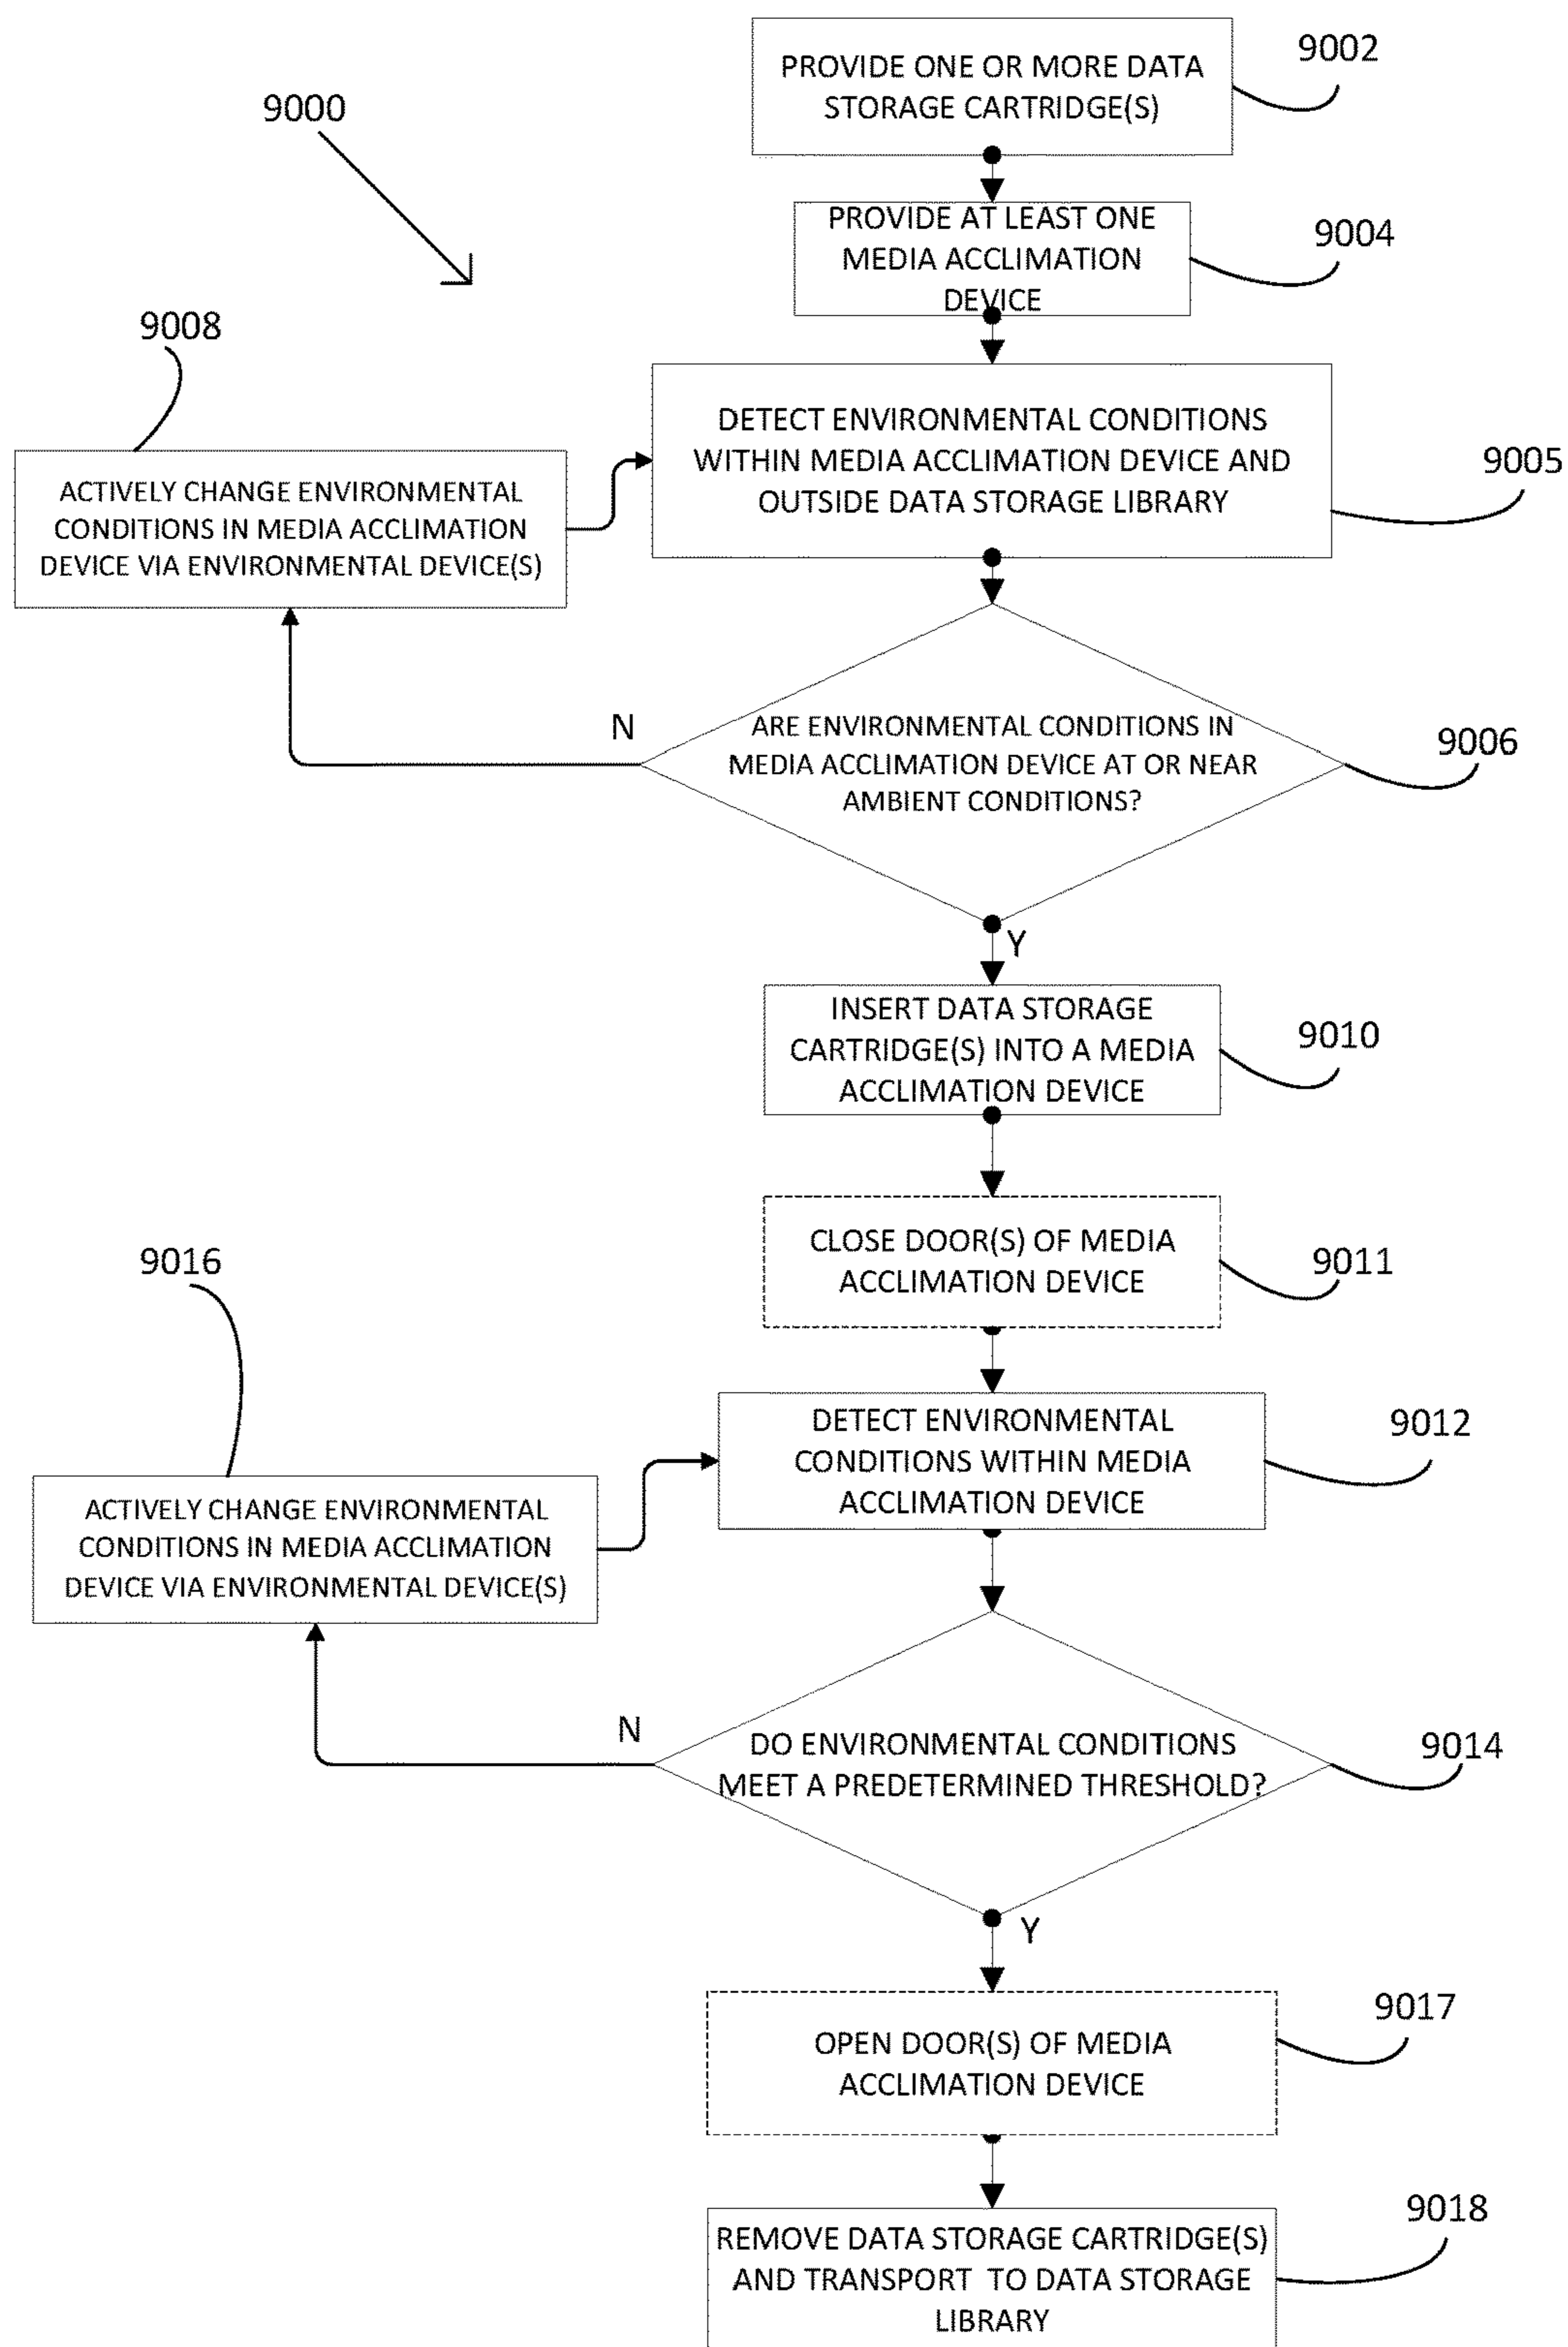 PROVIDE ONE OR MORE DATA
STORAGE CARTRIDGE(S)
9002
9000
PROVIDE AT LEAST ONE
MEDIA ACCLIMATION
DEVICE
9004
9008
DETECT ENVIRONMENTAL CONDITIONS
WITHIN MEDIA ACCLIMATION DEVICE AND
OUTSIDE DATA STORAGE LIBRARY
9005
ACTIVELY CHANGE ENVIRONMENTAL
CONDITIONS IN MEDIA ACCLIMATION
DEVICE VIA ENVIRONMENTAL DEVICE(S)
N
ARE ENVIRONMENTAL CONDITIONS IN
MEDIA ACCLIMATION DEVICE AT OR NEAR
AMBIENT CONDITIONS?
9006
Y
INSERT DATA STORAGE
CARTRIDGE(S) INTO A MEDIA
ACCLIMATION DEVICE
9010
CLOSE DOOR(S) OF MEDIA
ACCLIMATION DEVICE
9011
9016
DETECT ENVIRONMENTAL
CONDITIONS WITHIN MEDIA
ACCLIMATION DEVICE
9012
ACTIVELY CHANGE ENVIRONMENTAL
CONDITIONS IN MEDIA ACCLIMATION
DEVICE VIA ENVIRONMENTAL DEVICE(S)
N
DO ENVIRONMENTAL CONDITIONS
MEET A PREDETERMINED THRESHOLD?
9014
Y
OPEN DOOR(S) OF MEDIA
ACCLIMATION DEVICE
9017
REMOVE DATA STORAGE CARTRIDGE(S)
AND TRANSPORT TO DATA STORAGE
LIBRARY
9018